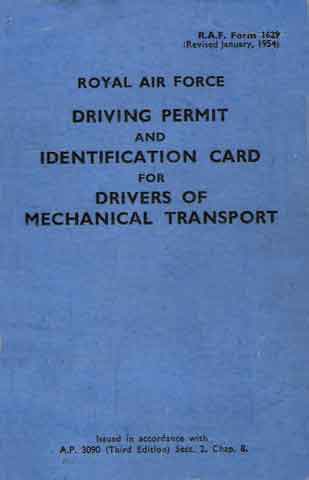 R.A.F. Form 1629
(Revised January, 1954)
ROYAL AIR FORCE
DRIVING PERMIT
AND
IDENTIFICATION CARD
FOR
DRIVERS OF
MECHANICAL TRANSPORT
Issued in accordance with
A.P. 3090 (Third Edition) Sect. 2, Chap. 8.